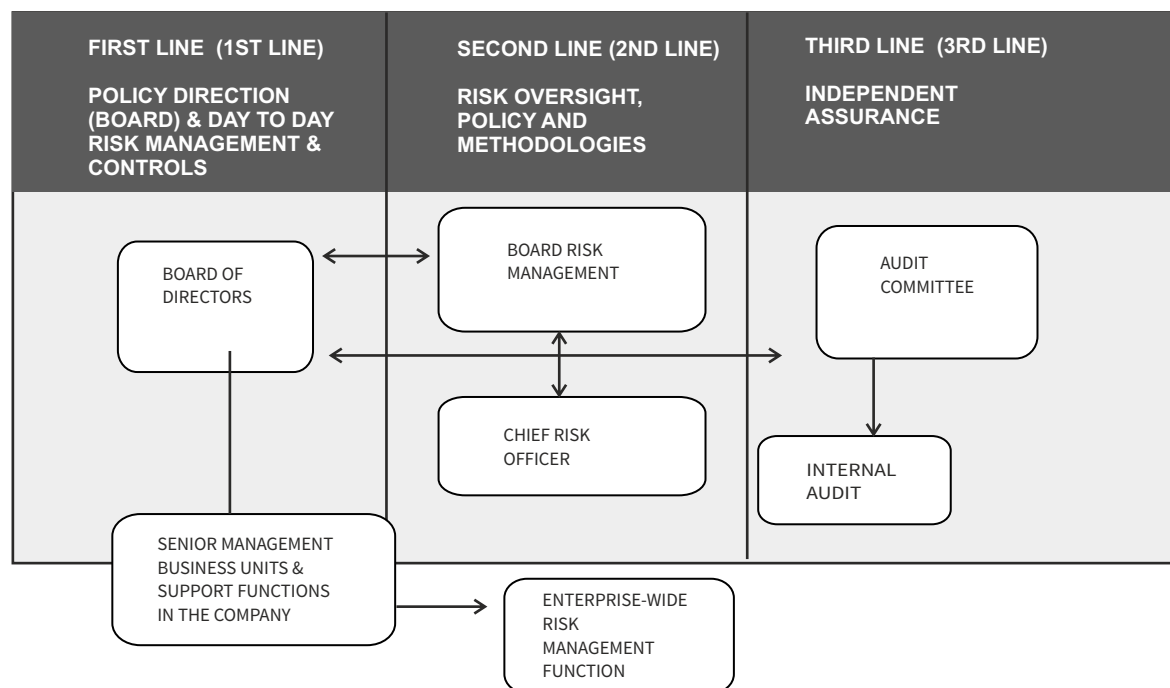 FIRST LINE (1ST LINE)
POLICY DIRECTION
(BOARD) & DAY TO DAY
RISK MANAGEMENT &
CONTROLS
SECOND LINE (2ND LINE)
RISK OVERSIGHT,
POLICY AND
METHODOLOGIES
THIRD LINE (3RD LINE)
INDEPENDENT
ASSURANCE
BOARD OF
DIRECTORS
BOARD RISK
MANAGEMENT
AUDIT
COMMITTEE
CHIEF RISK
OFFICER
INTERNAL
AUDIT
SENIOR MANAGEMENT
BUSINESS UNITS &
SUPPORT FUNCTIONS
IN THE COMPANY
ENTERPRISE-WIDE
RISK
MANAGEMENT
FUNCTION